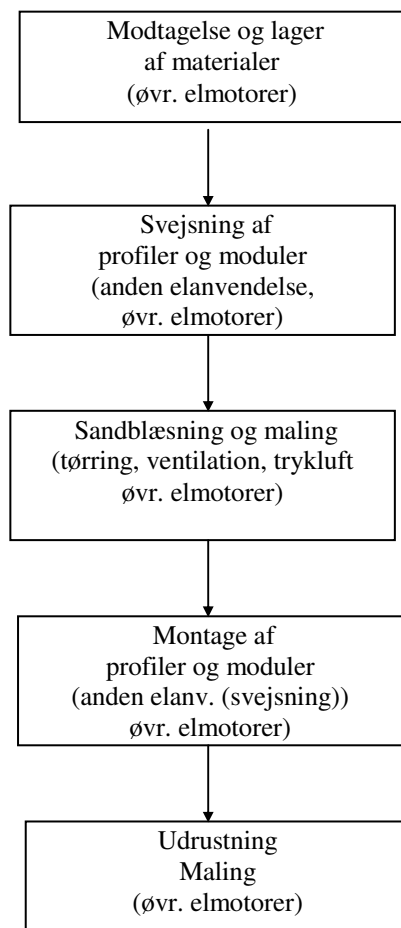 Modtagelse og lager
af materialer
(øvr. elmotorer)
Svejsning af
profiler og moduler
(anden elanvendelse,
øvr. elmotorer)
Sandblæsning og maling
(tørring, ventilation, trykluft
øvr. elmotorer)
Montage af
profiler og moduler
(anden elanv. (svejsning))
øvr. elmotorer)
Udrustning
Maling
(øvr. elmotorer)